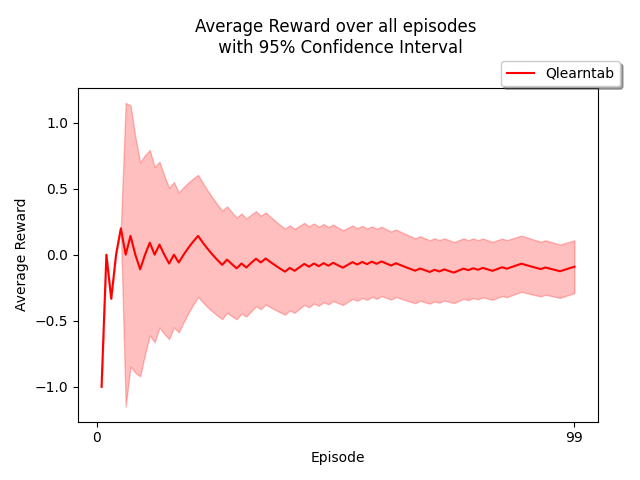 Average Reward over all episodes
with 95% Confidence Interval
Qlearntab
1.0
0.5
0.0
−0.5
−1.0
Average Reward
0
99
Episode